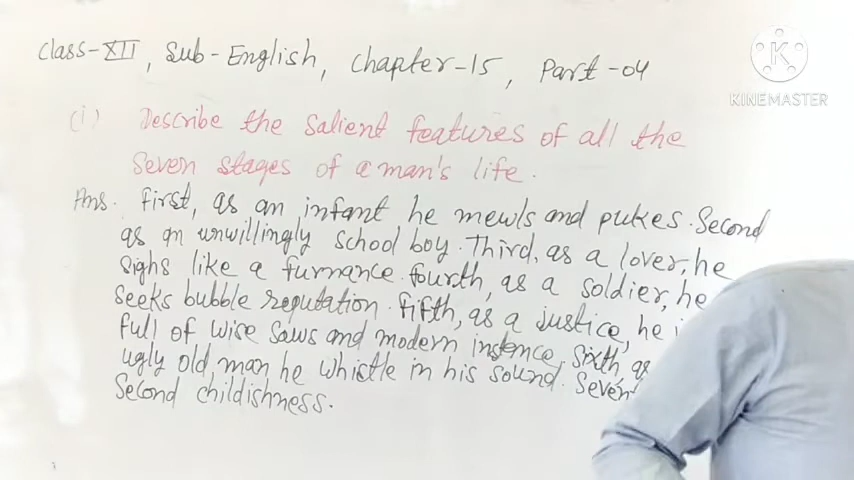 Class-XII, Sub-English, Chapter-15, Part-04
KINEMASTER
(i) Describe the salient features of all the
Seven stages of a man's life.
Ans. First, as an infant he mewls and pukes. Second
as an unwillingly school boy. Third, as a lover, he
sighs like a furnance. fourth, as a soldier, he
seeks bubble reputation. fifth, as a justice, he
full of wise saws and modern instence, sixth, as
ugly old, man he whistle in his sound.
Second childishness.